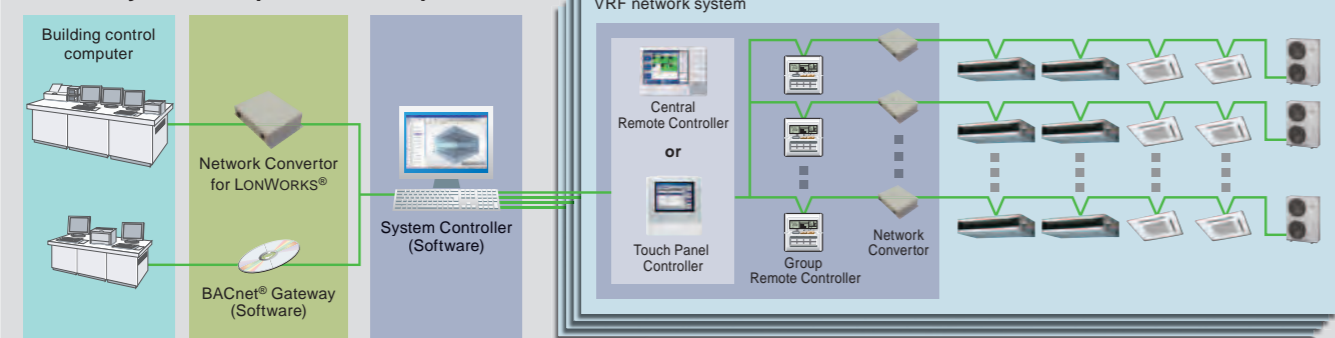 VRF network system
Building control
computer
Network Convertor
for LONWORKS®
BACnet® Gateway
(Software)
System Controller
(Software)
Central
Remote Controller
or
Touch Panel
Controller
Group
Remote Controller
Network
Convertor